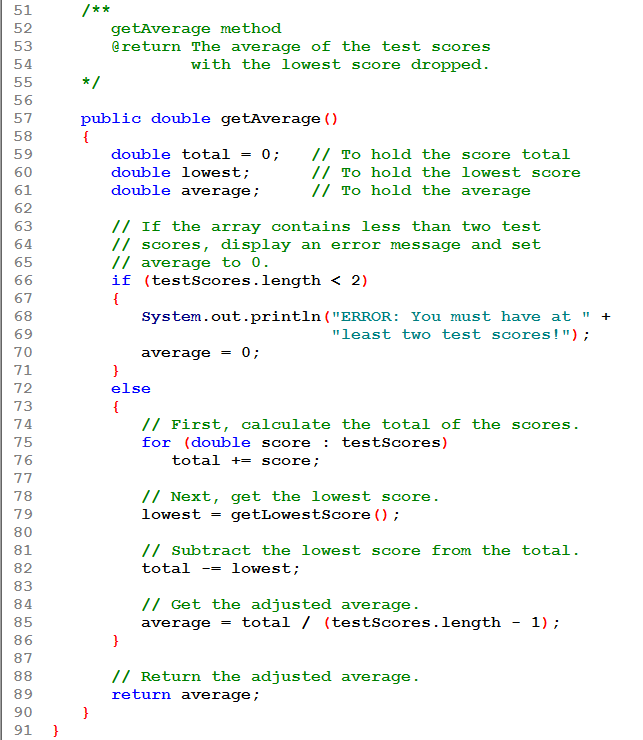 51 /**
52 getAverage method
53 @return The average of the test scores
54 with the lowest score dropped.
55 */
56
57 public double getAverage()
58 {
59 double total = 0; // To hold the score total
60 double lowest; // To hold the lowest score
61 double average; // To hold the average
62
63 // If the array contains less than two test
64 // scores, display an error message and set
65 // average to 0.
66 if (testScores.length < 2)
67 {
68 System.out.println("ERROR: You must have at " +
69 "least two test scores!");
70 average = 0;
71 }
72 else
73 {
74 // First, calculate the total of the scores.
75 for (double score : testScores)
76 total += score;
77
78 // Next, get the lowest score.
79 lowest = getLowestScore();
80
81 // Subtract the lowest score from the total.
82 total -= lowest;
83
84 // Get the adjusted average.
85 average = total / (testScores.length - 1);
86 }
87
88 // Return the adjusted average.
89 return average;
90 }
91 }